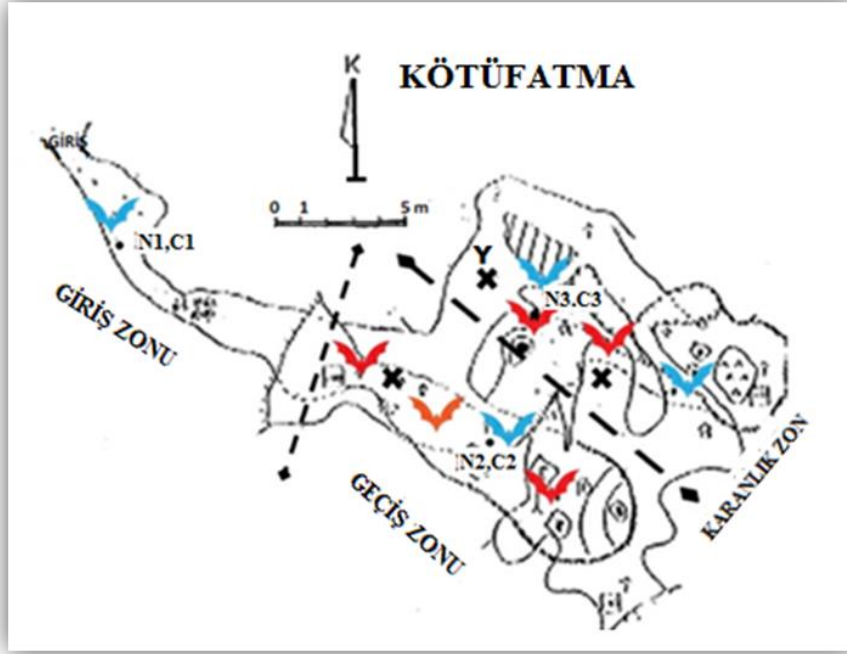 K
KÖTÜFATMA
GİRİŞ
0 1 5 m
N1,C1
Y
GİRİŞ ZONU
N3.C3
N2,C2
GEÇİŞ ZONU
KARANLIK ZON